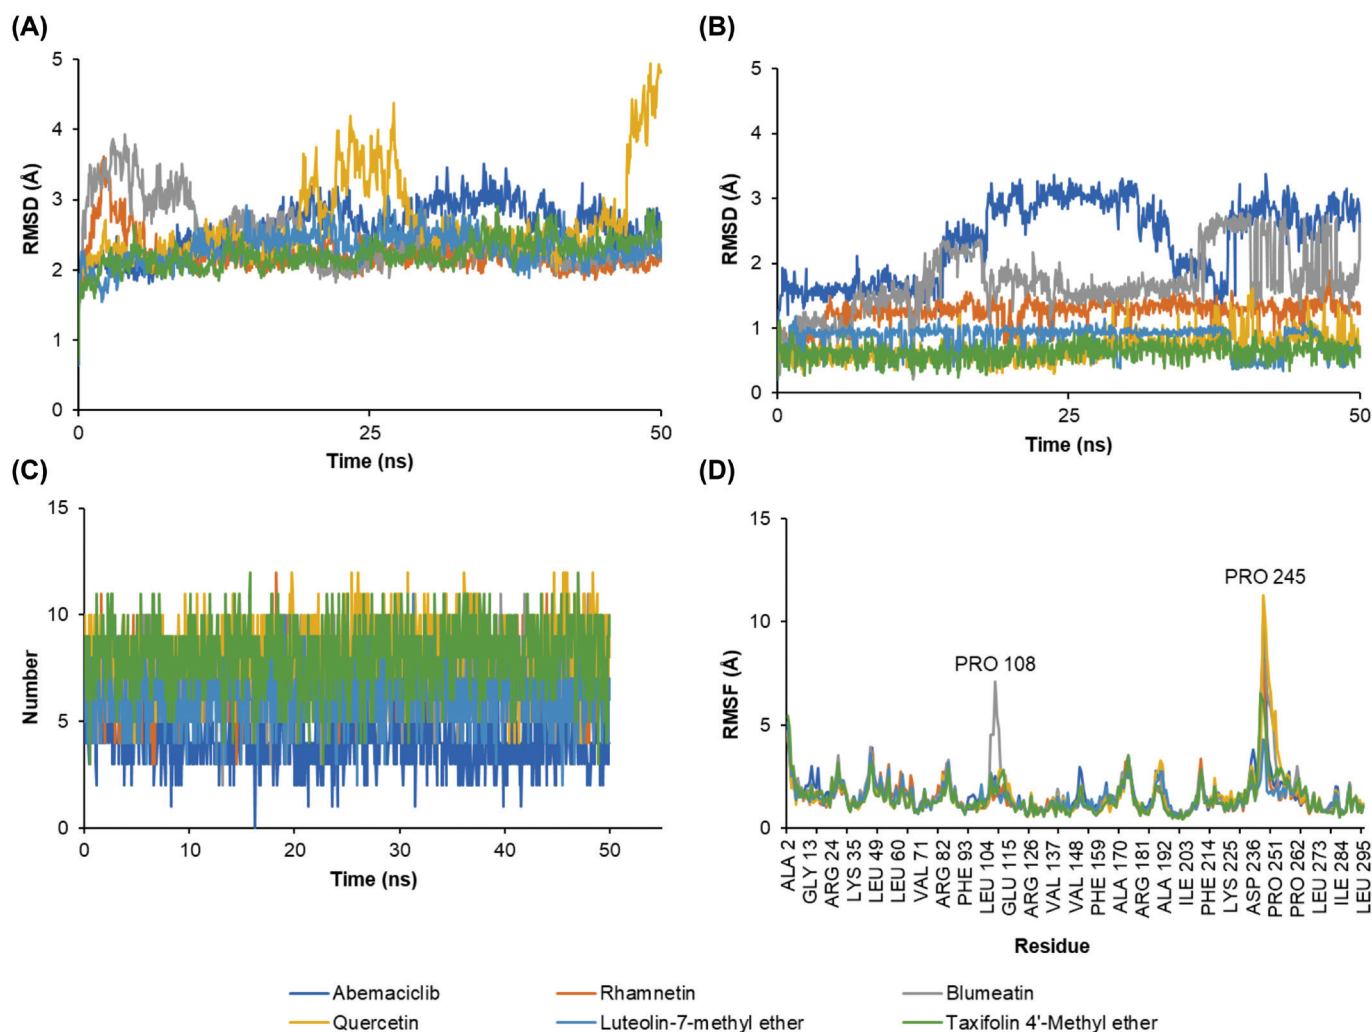 (A)
RMSD (Å)
5
4
3
2
1
0
0
25
50
Time (ns)
(B)
RMSD (Å)
5
4
3
2
1
0
0
25
50
Time (ns)
(C)
Number
15
10
5
0
0
10
20
30
40
50
Time (ns)
(D)
RMSF (Å)
15
10
5
0
PRO 108
PRO 245
ALA 2
GLY 13
ARG 24
LYS 35
LEU 49
LEU 60
VAL 71
ARG 82
PHE 93
LEU 104
GLU 115
ARG 126
VAL 137
VAL 148
PHE 159
ALA 170
ARG 181
ALA 192
ILE 203
PHE 214
LYS 225
ASP 236
PRO 251
PRO 262
LEU 273
ILE 284
LEU 295
Residue
Abemaciclib
Rhamnetin
Blumeatin
Quercetin
Luteolin-7-methyl ether
Taxifolin 4'-Methyl ether